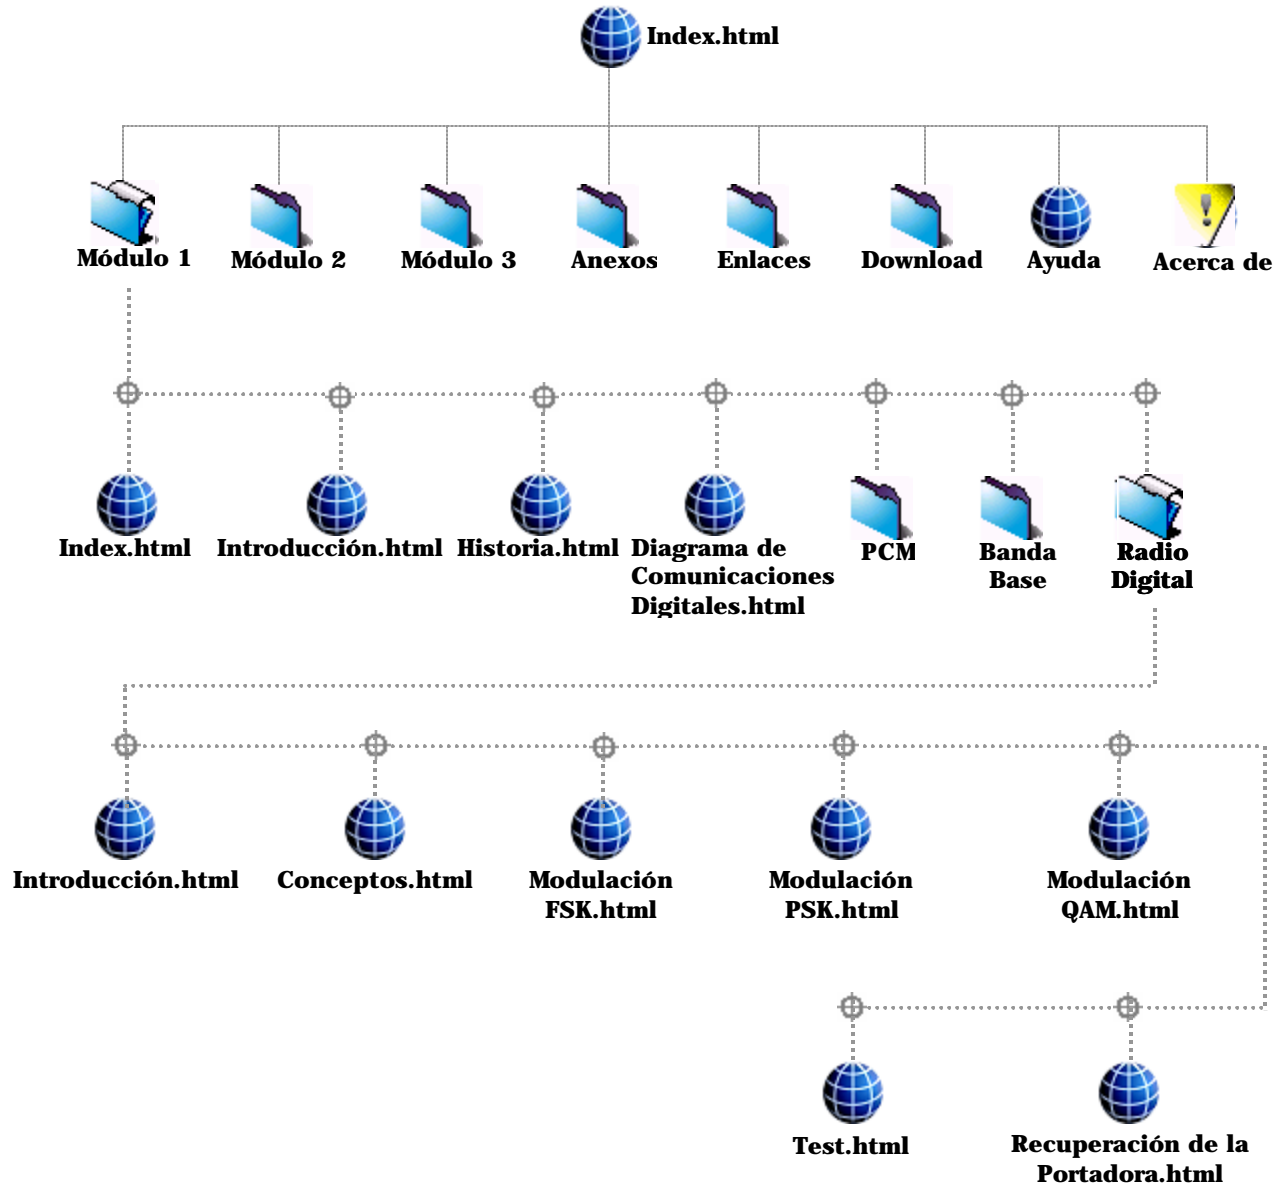 Index.html
Módulo 1
Módulo 2
Módulo 3
Anexos
Enlaces
Download
Ayuda
Acerca de
Index.html
Introducción.html
Historia.html
Diagrama de
Comunicaciones
Digitales.html
PCM
Banda
Base
Radio
Digital
Introducción.html
Conceptos.html
Modulación
FSK.html
Modulación
PSK.html
Modulación
QAM.html
Test.html
Recuperación de la
Portadora.html